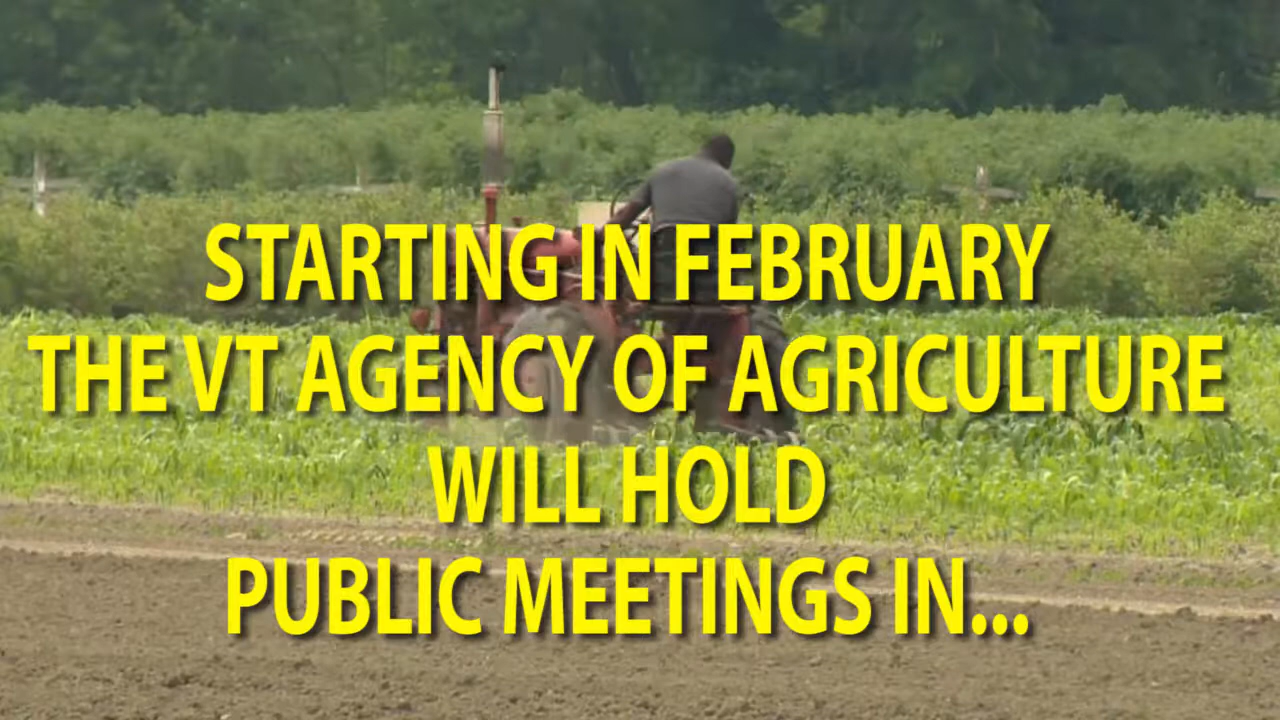 STARTING IN FEBRUARY
THE VT AGENCY OF AGRICULTURE
WILL HOLD
PUBLIC MEETINGS IN...